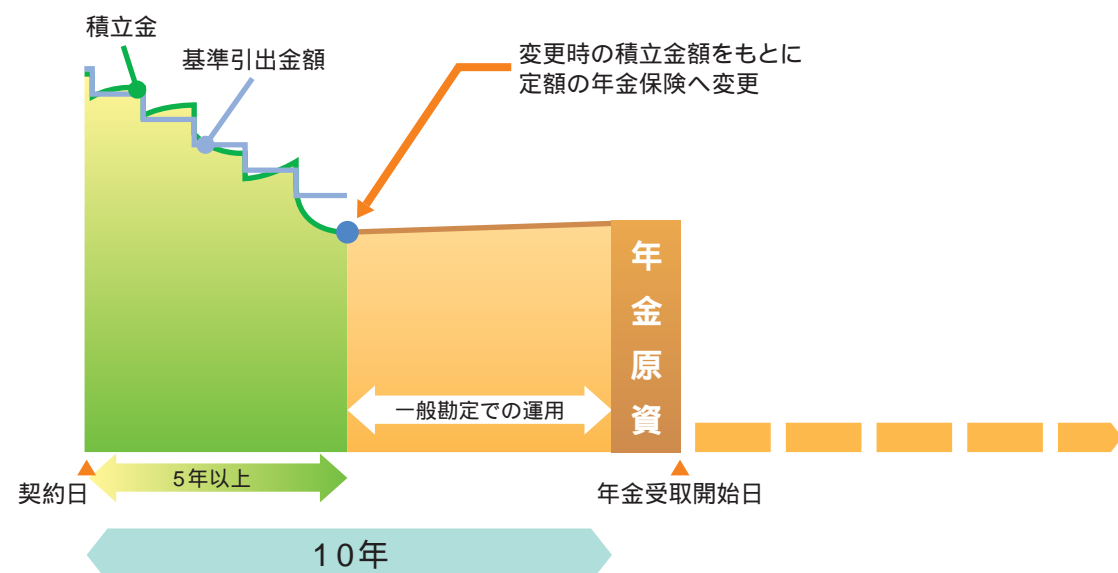 積立金
基準引出金額
変更時の積立金額をもとに
定額の年金保険へ変更
年金原資
一般勘定での運用
5年以上
契約日
年金受取開始日
10年